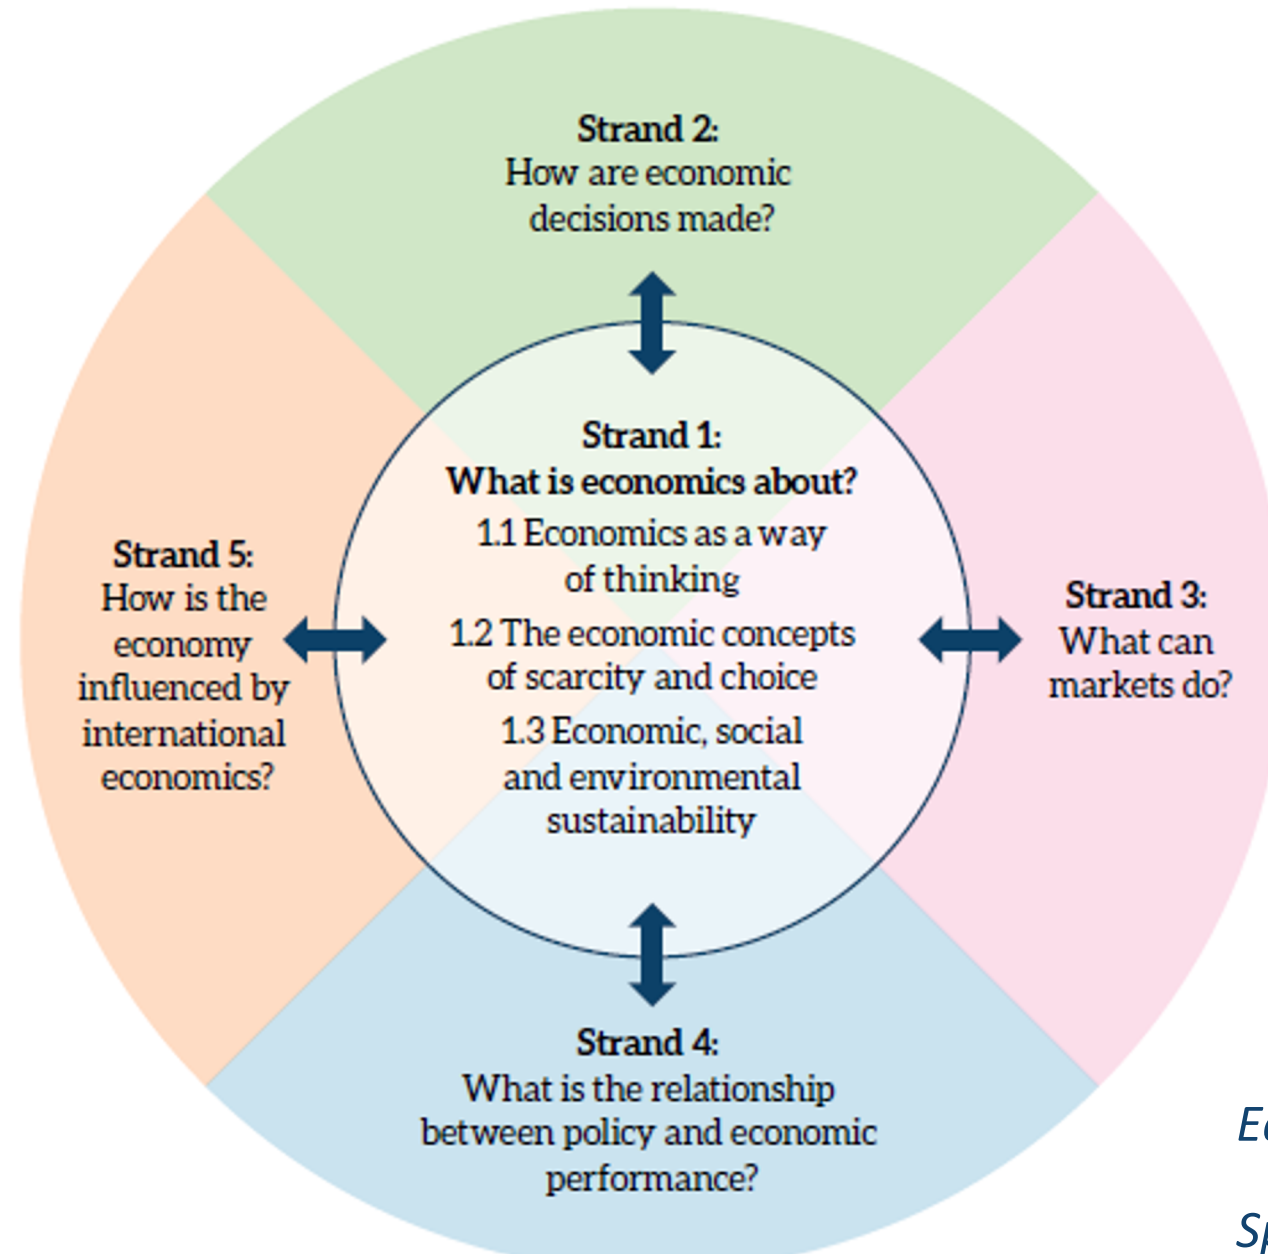 Strand 2:
How are economic
decisions made?
Strand 1:
What is economics about?
1.1 Economics as a way
of thinking
1.2 The economic concepts
of scarcity and choice
1.3 Economic, social
and environmental
sustainability
Strand 5:
How is the
economy
influenced by
international
economics?
Strand 3:
What can
markets do?
Strand 4:
What is the relationship
between policy and economic
performance?